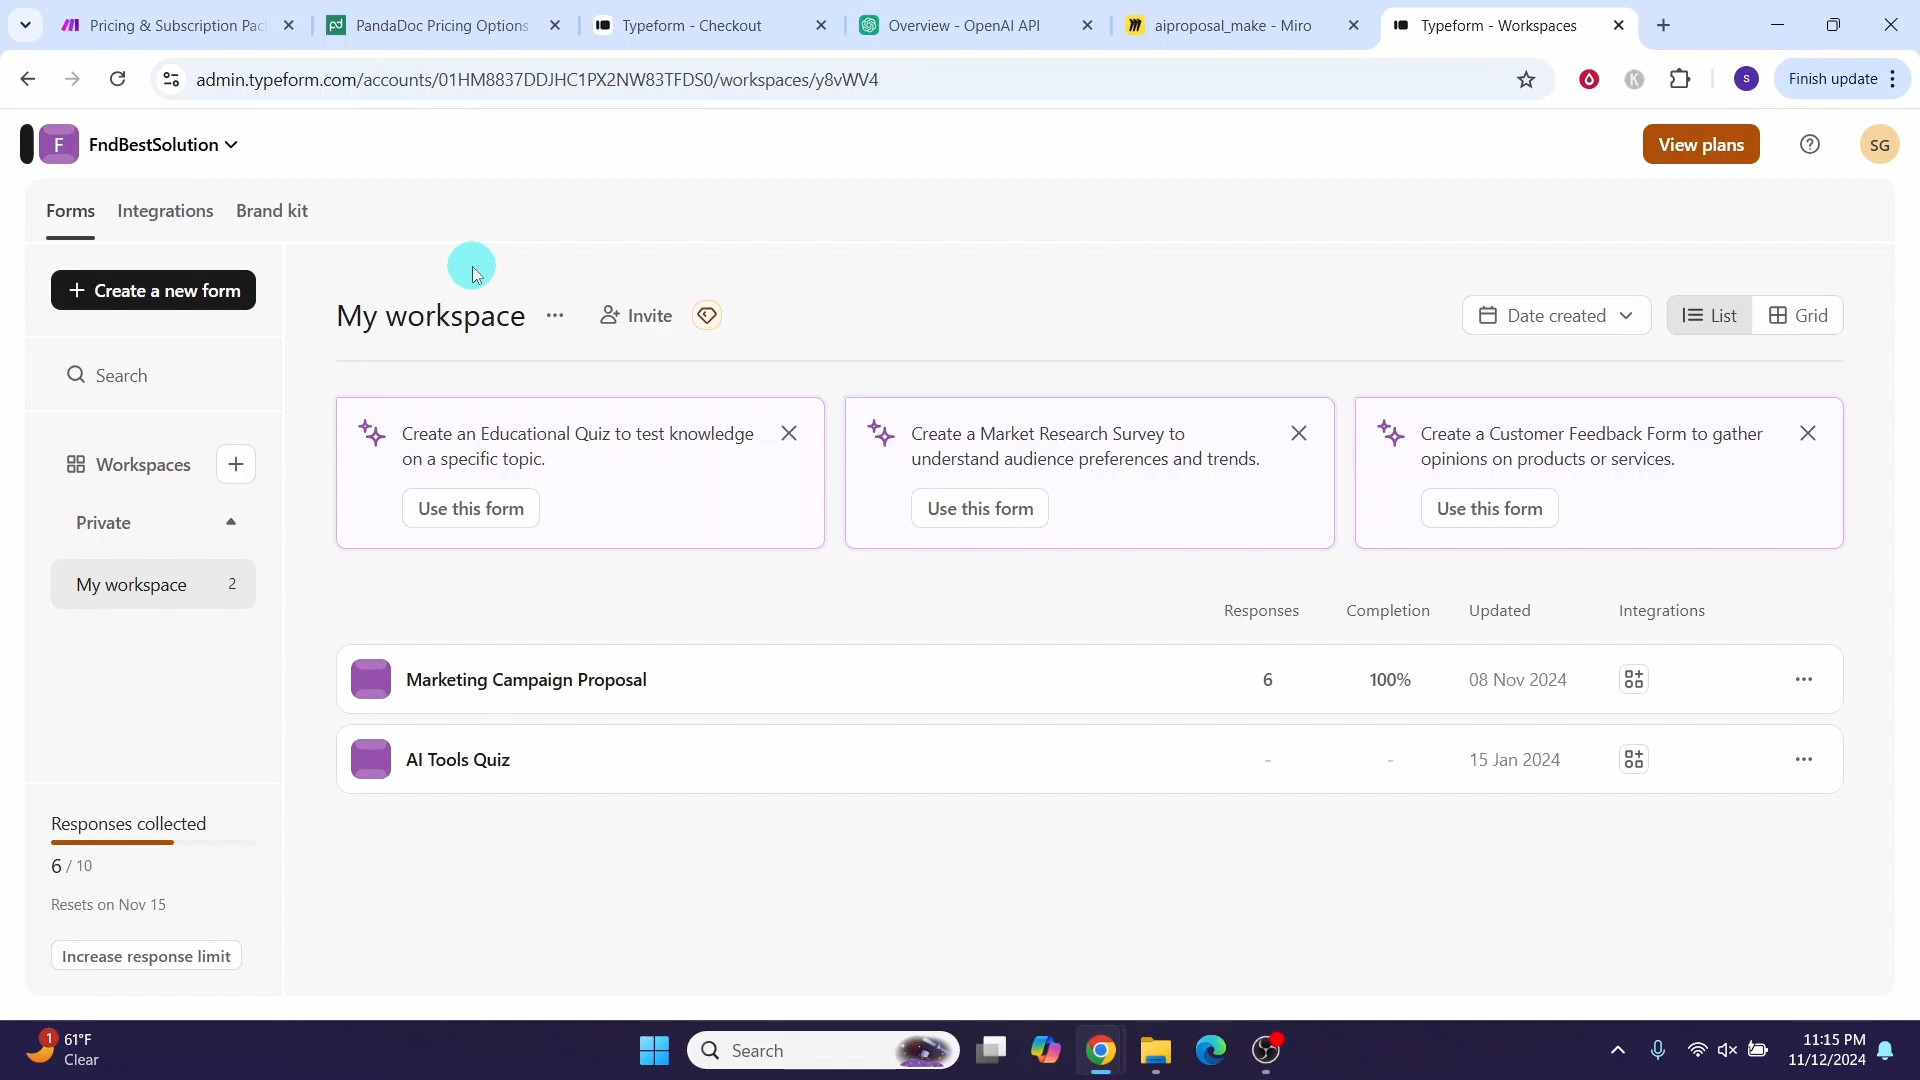 Pricing & Subscription Pac
PandaDoc Pricing Options
Typeform - Checkout
Overview - OpenAI API
aiproposal_make - Miro
Typeform - Workspaces
admin.typeform.com/accounts/01HM8837DDJHC1PX2NW83TFDS0/workspaces/y8vWV4
K
S
Finish update
F
FndBestSolution
View plans
SG
Forms
Integrations
Brand kit
Create a new form
My workspace
Invite
Date created
List
Grid
Search
Create an Educational Quiz to test knowledge
on a specific topic.
Use this form
Create a Market Research Survey to
understand audience preferences and trends.
Use this form
Create a Customer Feedback Form to gather
opinions on products or services.
Use this form
Workspaces
Private
My workspace 2
Responses
Completion
Updated
Integrations
Marketing Campaign Proposal
6
100%
08 Nov 2024
AI Tools Quiz
-
-
15 Jan 2024
Responses collected
6 / 10
Resets on Nov 15
Increase response limit
1
61°F
Clear
Search
11:15 PM
11/12/2024